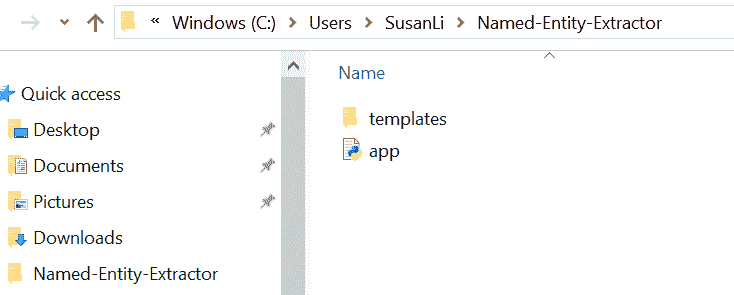 « Windows (C:) > Users > SusanLi > Named-Entity-Extractor
Name
Quick access
Desktop
Documents
Pictures
Downloads
Named-Entity-Extractor
templates
app